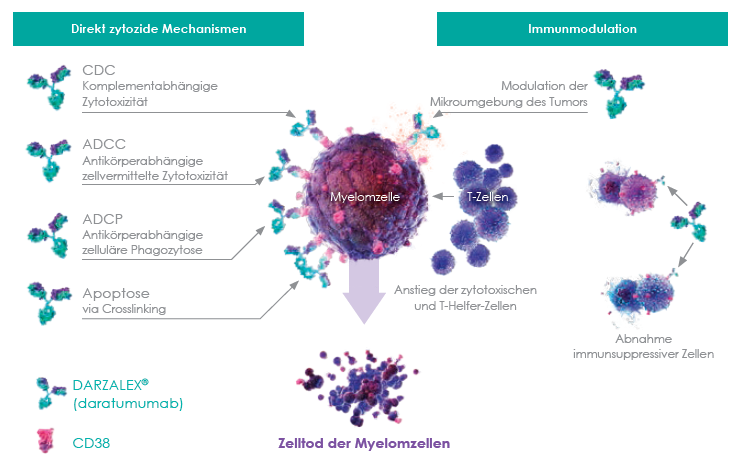 Direkt zytozide Mechanismen
Immunmodulation
CDC
Komplementabhängige
Zytotoxizität
ADCC
Antikörperabhängige
zellvermittelte Zytotoxizität
ADCP
Antikörperabhängige
zelluläre Phagozytose
Apoptose
via Crosslinking
Myelomzelle
T-Zellen
Modulation der
Mikroumgebung des Tumors
Anstieg der zytotoxischen
und T-Helfer-Zellen
Abnahme
immunsuppressiver Zellen
DARZALEX®
(daratumumab)
CD38
Zelltod der Myelomzellen